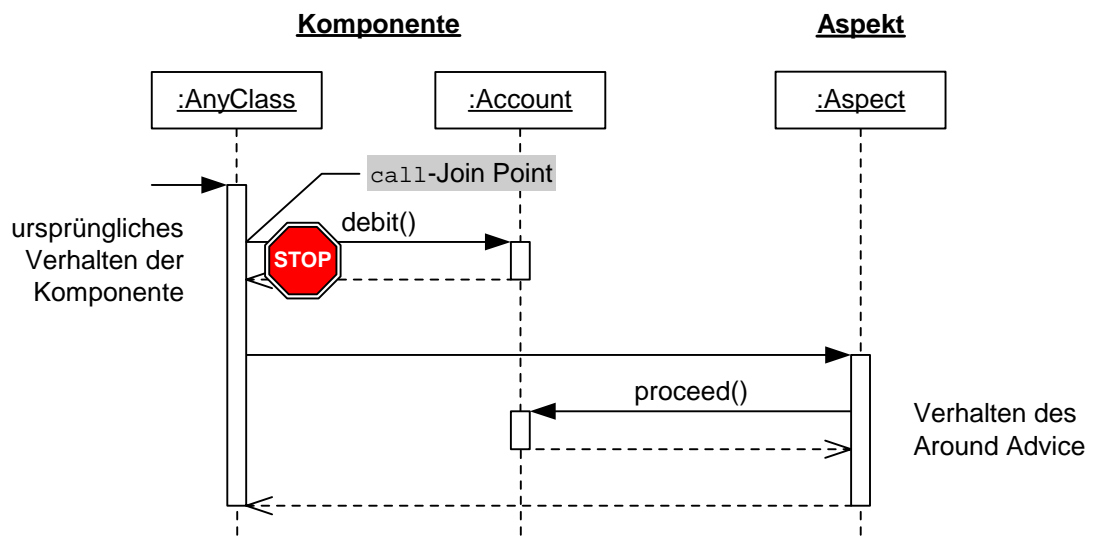 Komponente
Aspekt
:AnyClass
:Account
:Aspect
call-Join Point
debit()
ursprüngliches
Verhalten der
Komponente
STOP
proceed()
Verhalten des
Around Advice